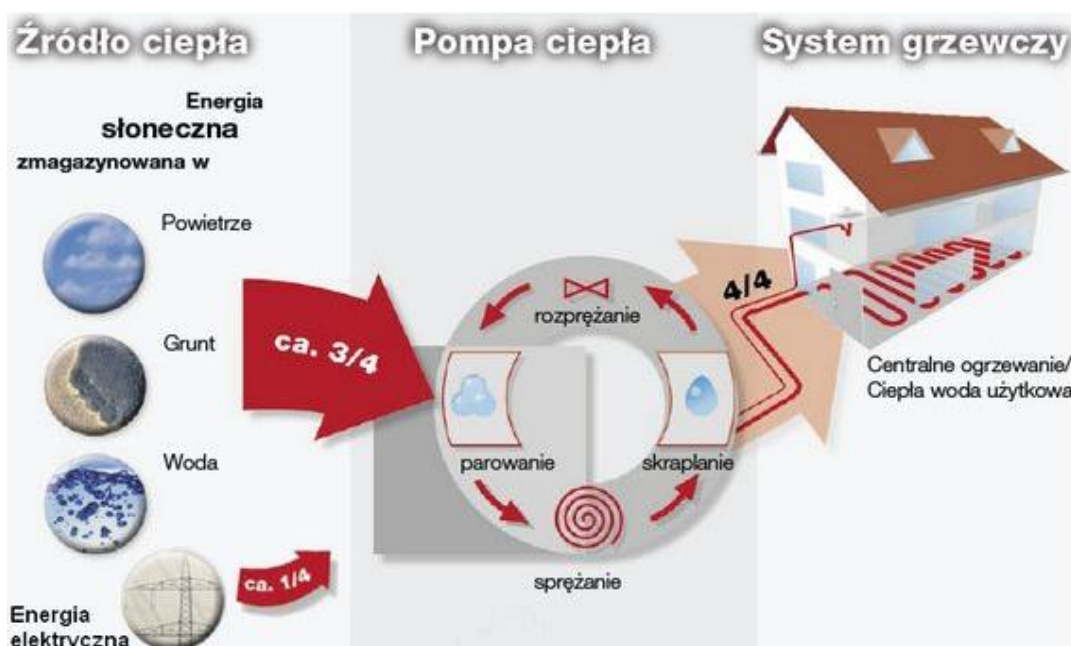 Źródło ciepła
Pompa ciepła
System grzewczy
Energia
słoneczna
zmagazynowana w
Powietrze
Grunt
Woda
Energia
elektryczna
ca. 3/4
ca. 1/4
rozprężanie
parowanie
skraplanie
sprężanie
4/4
Centralne ogrzewanie/
Ciepła woda użytkowa